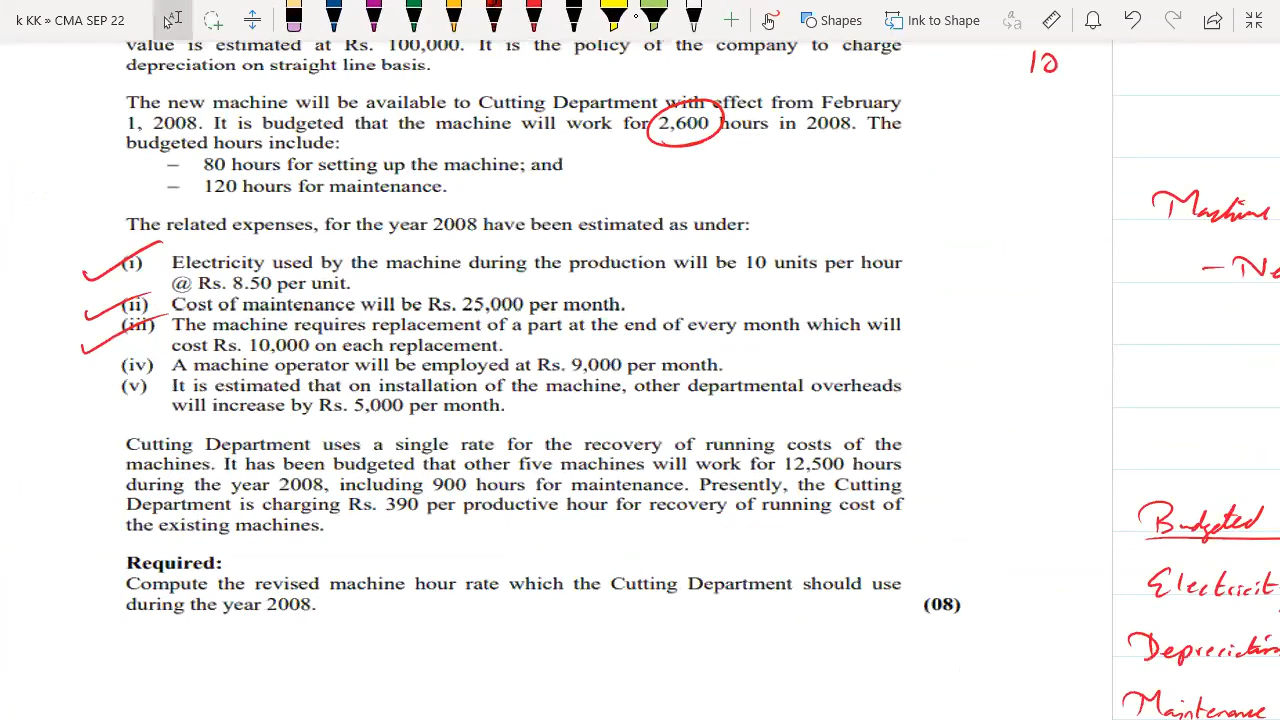 k KK » CMA SEP 22
Shapes
Ink to Shape
value is estimated at Rs. 100,000. It is the policy of the company to charge
depreciation on straight line basis.
10
The new machine will be available to Cutting Department with effect from February
1, 2008. It is budgeted that the machine will work for 2,600 hours in 2008. The
budgeted hours include:
– 80 hours for setting up the machine; and
– 120 hours for maintenance.
Machine
– Ne
The related expenses, for the year 2008 have been estimated as under:
(i) Electricity used by the machine during the production will be 10 units per hour
@ Rs. 8.50 per unit.
(ii) Cost of maintenance will be Rs. 25,000 per month.
(iii) The machine requires replacement of a part at the end of every month which will
cost Rs. 10,000 on each replacement.
(iv) A machine operator will be employed at Rs. 9,000 per month.
(v) It is estimated that on installation of the machine, other departmental overheads
will increase by Rs. 5,000 per month.
Cutting Department uses a single rate for the recovery of running costs of the
machines. It has been budgeted that other five machines will work for 12,500 hours
during the year 2008, including 900 hours for maintenance. Presently, the Cutting
Department is charging Rs. 390 per productive hour for recovery of running cost of
the existing machines.
Budgeted
Electricit
Depreciation
Maintenance
Required:
Compute the revised machine hour rate which the Cutting Department should use
during the year 2008.
(08)